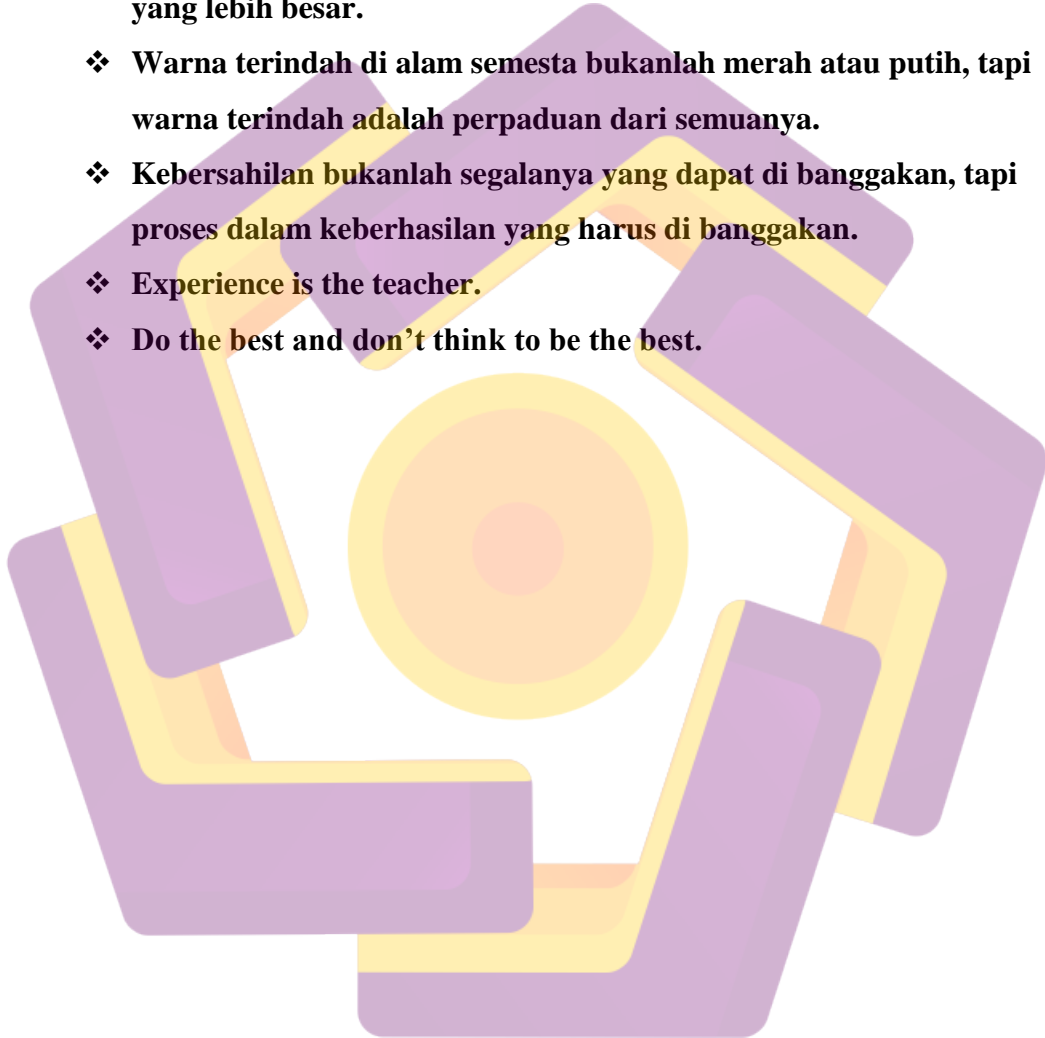 yang lebih besar.
❖ Warna terindah di alam semesta bukanlah merah atau putih, tapi
warna terindah adalah perpaduan dari semuanya.
❖ Kebersahilan bukanlah segalanya yang dapat di banggakan, tapi
proses dalam keberhasilan yang harus di banggakan.
❖ Experience is the teacher.
❖ Do the best and don’t think to be the best.